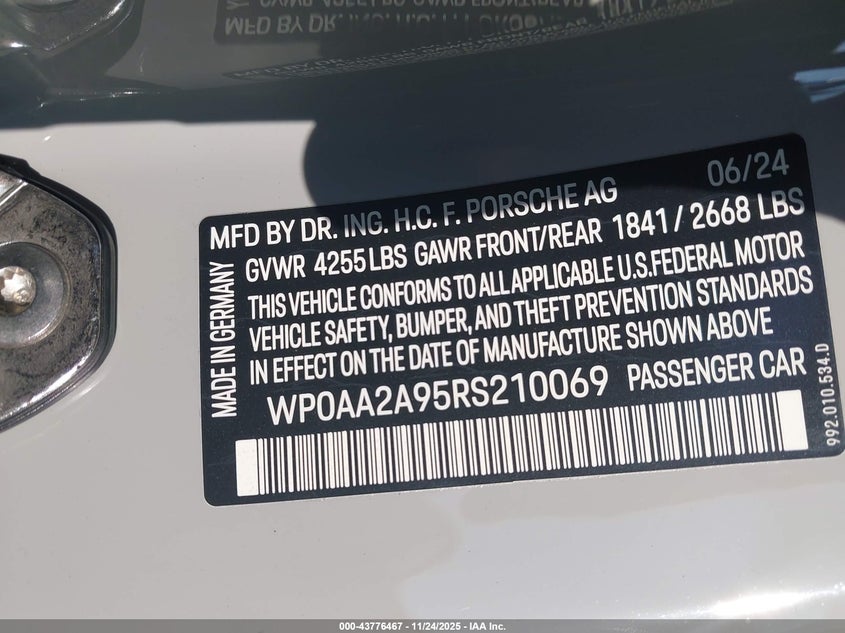 06/24
MFD BY DR. ING. H.C. F. PORSCHE AG
GVWR 4255 LBS GAWR FRONT/REAR 1841 / 2668 LBS
THIS VEHICLE CONFORMS TO ALL APPLICABLE U.S. FEDERAL MOTOR
VEHICLE SAFETY, BUMPER, AND THEFT PREVENTION STANDARDS
IN EFFECT ON THE DATE OF MANUFACTURE SHOWN ABOVE
WP0AA2A95RS210069 PASSENGER CAR
MADE IN GERMANY
992.010.534.D
000-43776467 - 11/24/2025 - IAA Inc.